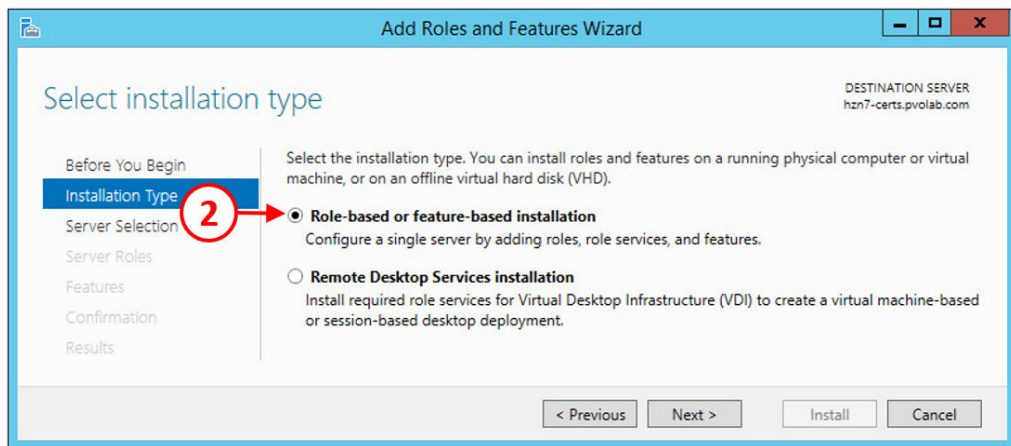 Add Roles and Features Wizard
Select installation type
DESTINATION SERVER
hzn7-certs.pvolab.com
Before You Begin
Installation Type
Server Selection
Server Roles
Features
Confirmation
Results
2
Select the installation type. You can install roles and features on a running physical computer or virtual
machine, or on an offline virtual hard disk (VHD).
Role-based or feature-based installation
Configure a single server by adding roles, role services, and features.
Remote Desktop Services installation
Install required role services for Virtual Desktop Infrastructure (VDI) to create a virtual machine-based
or session-based desktop deployment.
< Previous
Next >
Install
Cancel